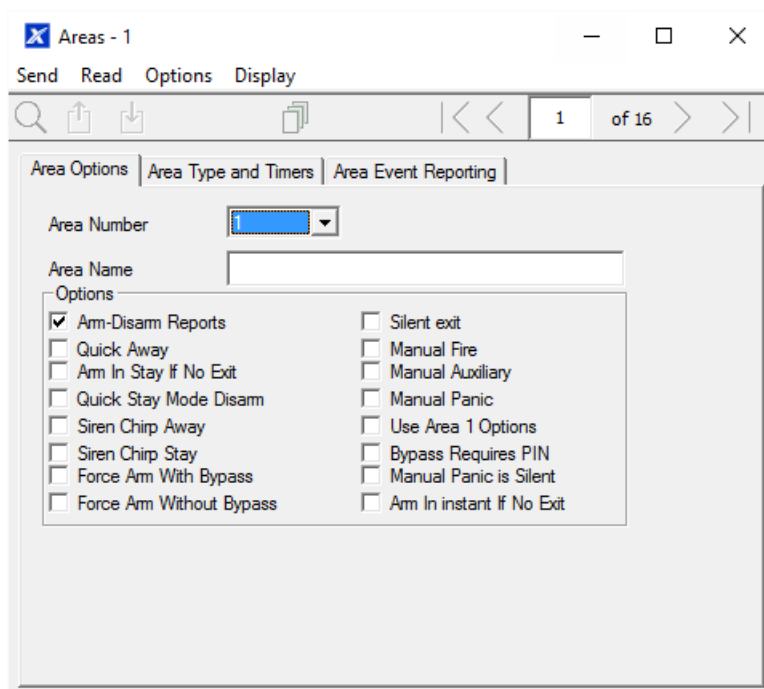 Areas - 1
Send Read Options Display
1 of 16
Area Options Area Type and Timers Area Event Reporting
Area Number 1
Area Name
Options
Arm-Disarm Reports Silent exit
Quick Away Manual Fire
Arm In Stay If No Exit Manual Auxiliary
Quick Stay Mode Disarm Manual Panic
Siren Chirp Away Use Area 1 Options
Siren Chirp Stay Bypass Requires PIN
Force Arm With Bypass Manual Panic is Silent
Force Arm Without Bypass Arm In instant If No Exit